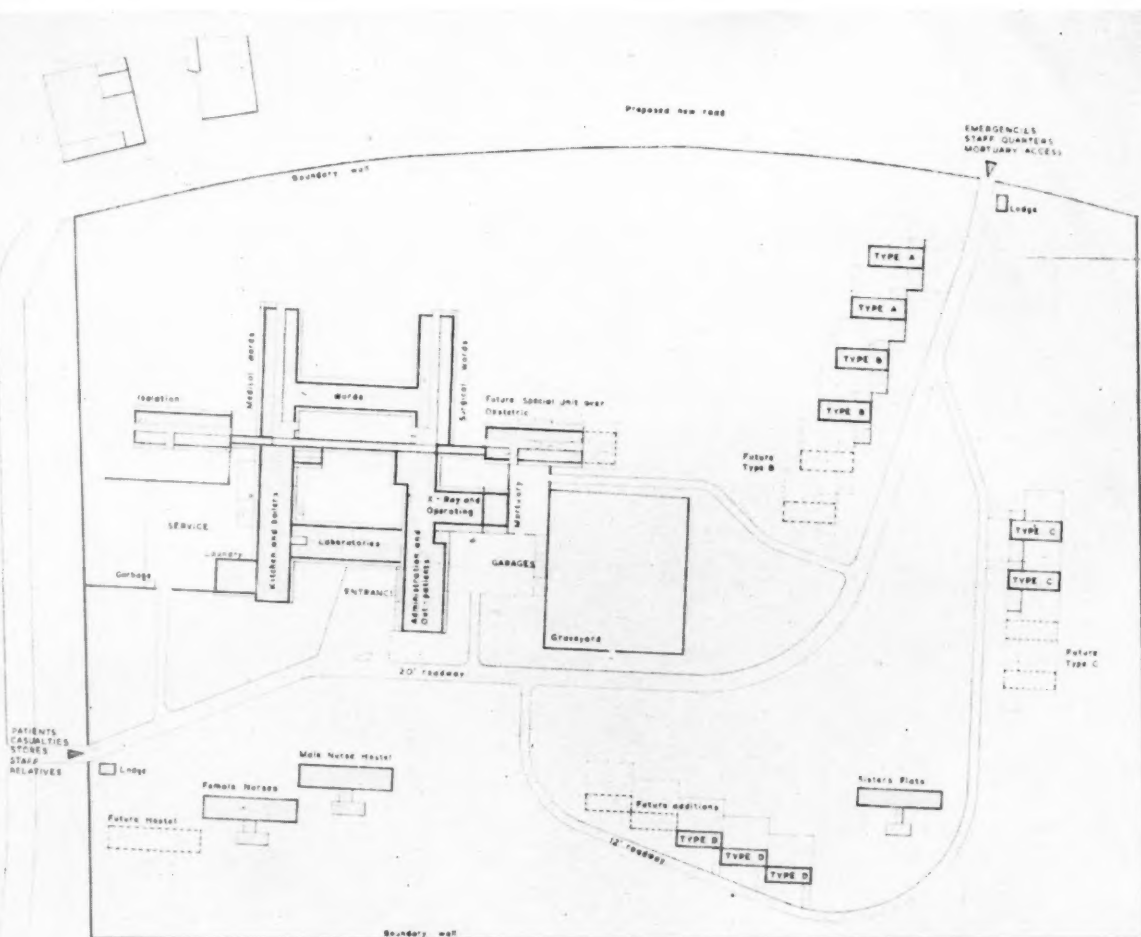 Proposed new road
EMERGENCIES
STAFF QUARTERS
MORTUARY ACCESS
Boundary wall
Lodge
TYPE A
TYPE A
TYPE B
TYPE B
Future
Type B
Medical wards
Wards
Surgical wards
Isolation
Future Special Unit over
Obstetric
X-Ray and
Operating
Mortuary
SERVICE
Laundry
Kitchen and boilers
Laboratories
Administration and
Out-patients
GARAGES
Garbage
ENTRANCE
Graveyard
TYPE C
TYPE C
Future
Type C
20' roadway
PATIENTS
CASUALTIES
STORES
STAFF
RELATIVES
Lodge
Male Nurse Hostel
Female Nurses
Future Hostel
Sisters Flats
Future additions
TYPE D
TYPE D
TYPE D
12' roadway
Boundary wall